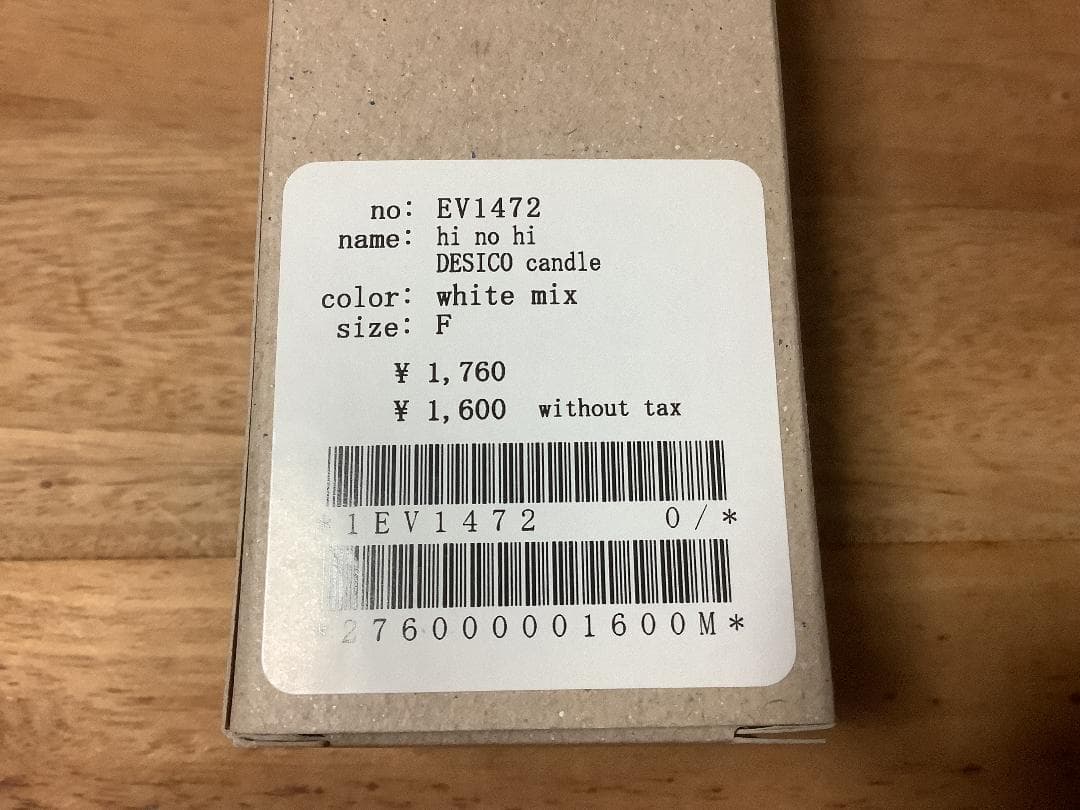 no: EV1472
name: hi no hi
DESICO candle
color: white mix
size: F
¥ 1,760
¥ 1,600 without tax
*1EV1472 0/*
*276000001600M*